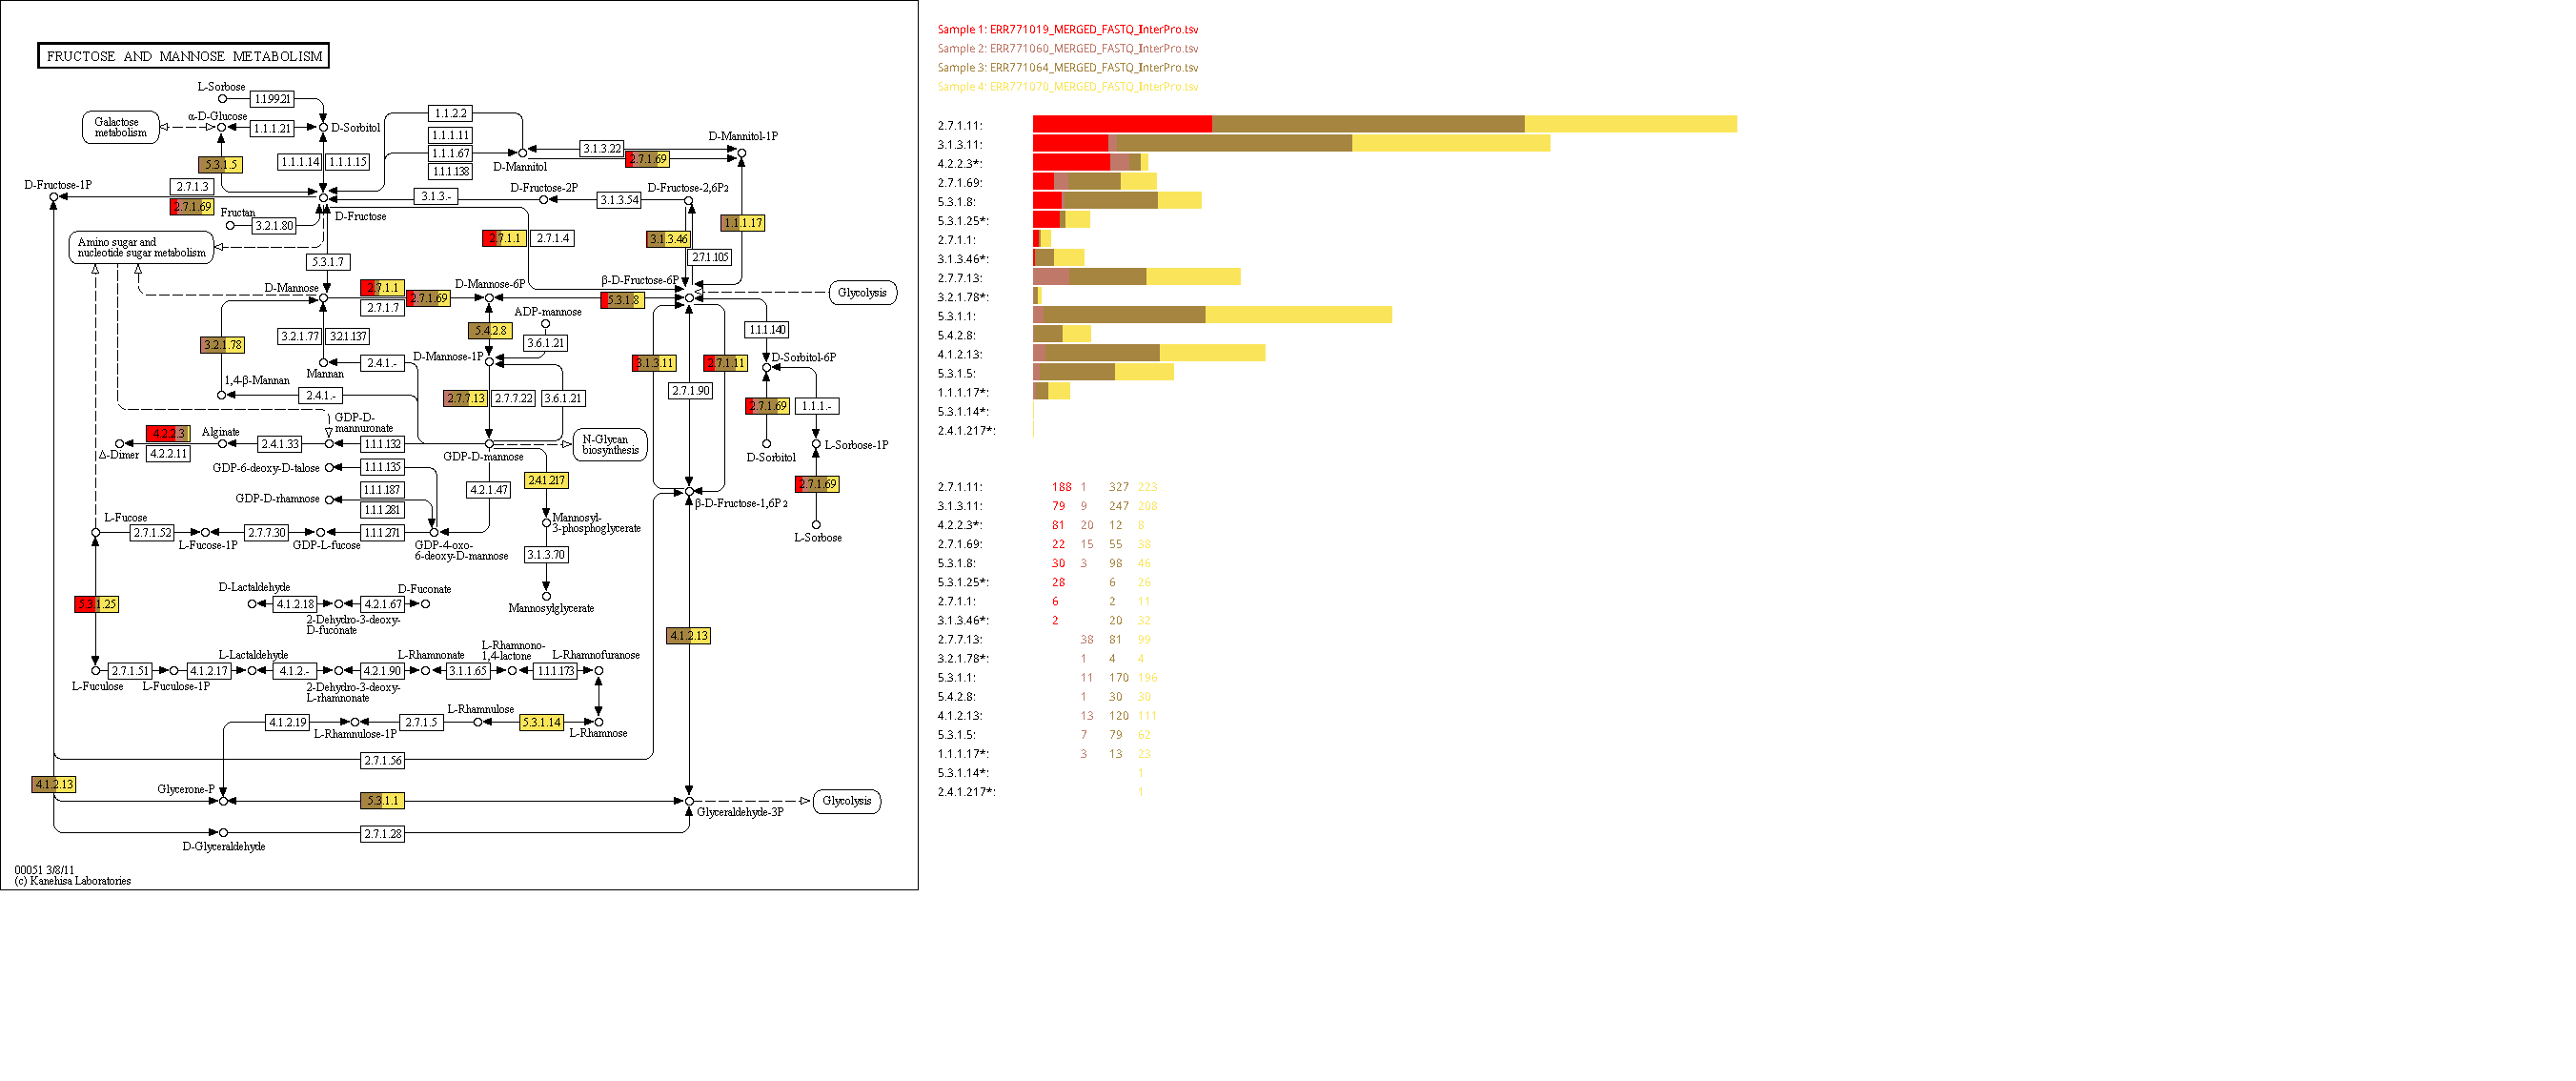 FRUCTOSE AND MANNOSE METABOLISM
L-Sorbose
1.1.99.21
α-D-Glucose
Galactose
metabolism
1.1.1.21
D-Sorbitol
1.1.2.2
1.1.1.11
1.1.1.67
1.1.1.138
D-Mannitol
3.1.3.22
2.7.1.69
D-Mannitol-1P
5.3.1.5
1.1.1.14
1.1.1.15
D-Fructose-1P
2.7.1.3
2.7.1.69
Fructan
3.2.1.80
D-Fructose
3.1.3.-
D-Fructose-2P
3.1.3.54
D-Fructose-2,6P2
1.1.1.17
Amino sugar and
nucleotide sugar metabolism
2.7.1.1
2.7.1.4
3.1.3.46
2.7.1.105
5.3.1.7
D-Mannose
2.7.1.1
2.7.1.69
2.7.1.7
D-Mannose-6P
5.3.1.8
β-D-Fructose-6P
Glycolysis
ADP-mannose
5.4.2.8
3.6.1.21
1.1.1.140
3.2.1.78
3.2.1.77
3.2.1.137
D-Mannose-1P
2.4.1.-
Mannan
3.1.3.11
2.7.1.11
D-Sorbitol-6P
1,4-β-Mannan
2.4.1.-
2.7.7.13
2.7.7.22
3.6.1.21
2.7.1.90
2.7.1.69
1.1.1.-
GDP-D-
mannuronate
4.2.2.3
Alginate
Δ-Dimer
4.2.2.11
2.4.1.33
1.1.1.132
GDP-D-mannose
N-Glycan
biosynthesis
D-Sorbitol
L-Sorbose-1P
GDP-6-deoxy-D-talose
1.1.1.135
2.4.1.217
2.7.1.69
GDP-D-rhamnose
1.1.1.187
1.1.1.281
4.2.1.47
β-D-Fructose-1,6P2
L-Fucose
2.7.1.52
L-Fucose-1P
2.7.7.30
GDP-L-fucose
1.1.1.271
GDP-4-oxo-
6-deoxy-D-mannose
Mannosyl-
3-phosphoglycerate
L-Sorbose
3.1.3.70
Mannosylglycerate
5.3.1.25
D-Lactaldehyde
4.1.2.18
2-Dehydro-3-deoxy-
D-fuconate
4.2.1.67
D-Fuconate
4.1.2.13
L-Fuculose
2.7.1.51
L-Fuculose-1P
4.1.2.17
L-Lactaldehyde
4.1.2.-
2-Dehydro-3-deoxy-
L-rhamnonate
4.2.1.90
L-Rhamnonate
3.1.1.65
L-Rhamnono-
1,4-lactone
1.1.1.173
L-Rhamnofuranose
4.1.2.19
L-Rhamnulose-1P
2.7.1.5
L-Rhamnulose
5.3.1.14
L-Rhamnose
2.7.1.56
4.1.2.13
Glycerone-P
5.3.1.1
Glyceraldehyde-3P
Glycolysis
D-Glyceraldehyde
2.7.1.28
00051 3/8/11
(c) Kanehisa Laboratories
Sample 1: ERR771019_MERGED_FASTQ_InterPro.tsv
Sample 2: ERR771060_MERGED_FASTQ_InterPro.tsv
Sample 3: ERR771064_MERGED_FASTQ_InterPro.tsv
Sample 4: ERR771070_MERGED_FASTQ_InterPro.tsv
2.7.1.11:
3.1.3.11:
4.2.2.3*:
2.7.1.69:
5.3.1.8:
5.3.1.25*:
2.7.1.1:
3.1.3.46*:
2.7.7.13:
3.2.1.78*:
5.3.1.1:
5.4.2.8:
4.1.2.13:
5.3.1.5:
1.1.1.17*:
5.3.1.14*:
2.4.1.217*:
2.7.1.11: 188 1 327 223
3.1.3.11: 79 9 247 208
4.2.2.3*: 81 20 12 8
2.7.1.69: 22 15 55 38
5.3.1.8: 30 3 98 46
5.3.1.25*: 28 6 26
2.7.1.1: 6 2 11
3.1.3.46*: 2 20 32
2.7.7.13: 38 81 99
3.2.1.78*: 1 4 4
5.3.1.1: 11 170 196
5.4.2.8: 1 30 30
4.1.2.13: 13 120 111
5.3.1.5: 7 79 62
1.1.1.17*: 3 13 23
5.3.1.14*: 1
2.4.1.217*: 1